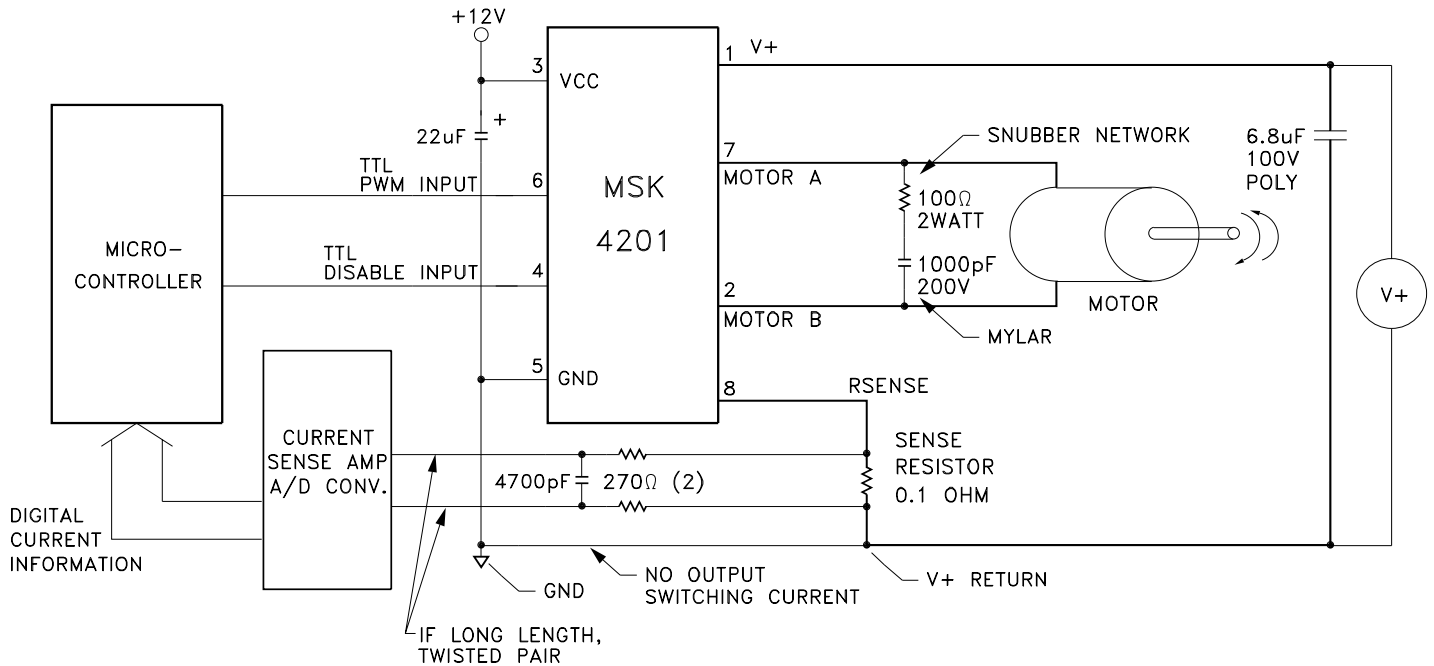 +12V
1 V+
3
VCC
22uF
+
TTL
PWM INPUT
6
MSK
4201
7
MOTOR A
SNUBBER NETWORK
100Ω
2WATT
1000pF
200V
6.8uF
100V
POLY
MICRO-
CONTROLLER
TTL
DISABLE INPUT
4
2
MOTOR B
MYLAR
MOTOR
V+
5
GND
8
RSENSE
CURRENT
SENSE AMP
A/D CONV.
4700pF
270Ω (2)
SENSE
RESISTOR
0.1 OHM
DIGITAL
CURRENT
INFORMATION
GND
NO OUTPUT
SWITCHING CURRENT
V+ RETURN
IF LONG LENGTH,
TWISTED PAIR